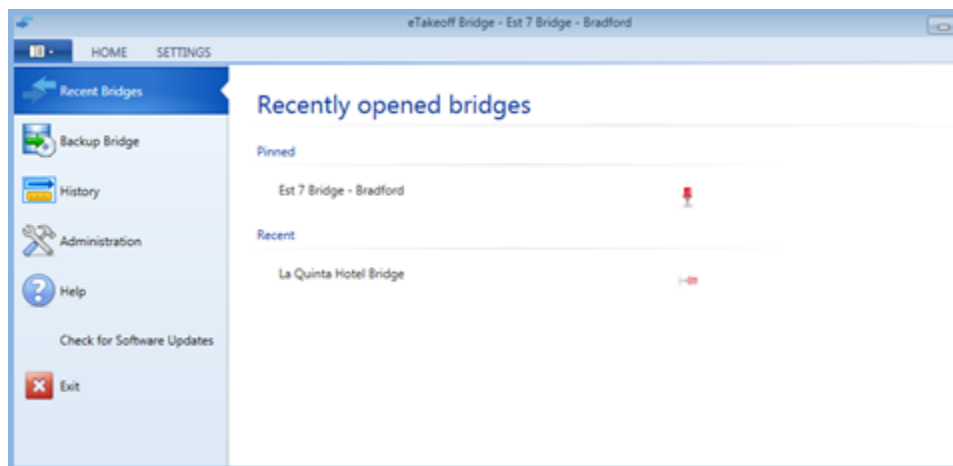 eTakeoff Bridge - Est 7 Bridge - Bradford
HOME SETTINGS
Recent Bridges
Backup Bridge
History
Administration
Help
Check for Software Updates
Exit
Recently opened bridges
Pinned
Est 7 Bridge - Bradford
Recent
La Quinta Hotel Bridge